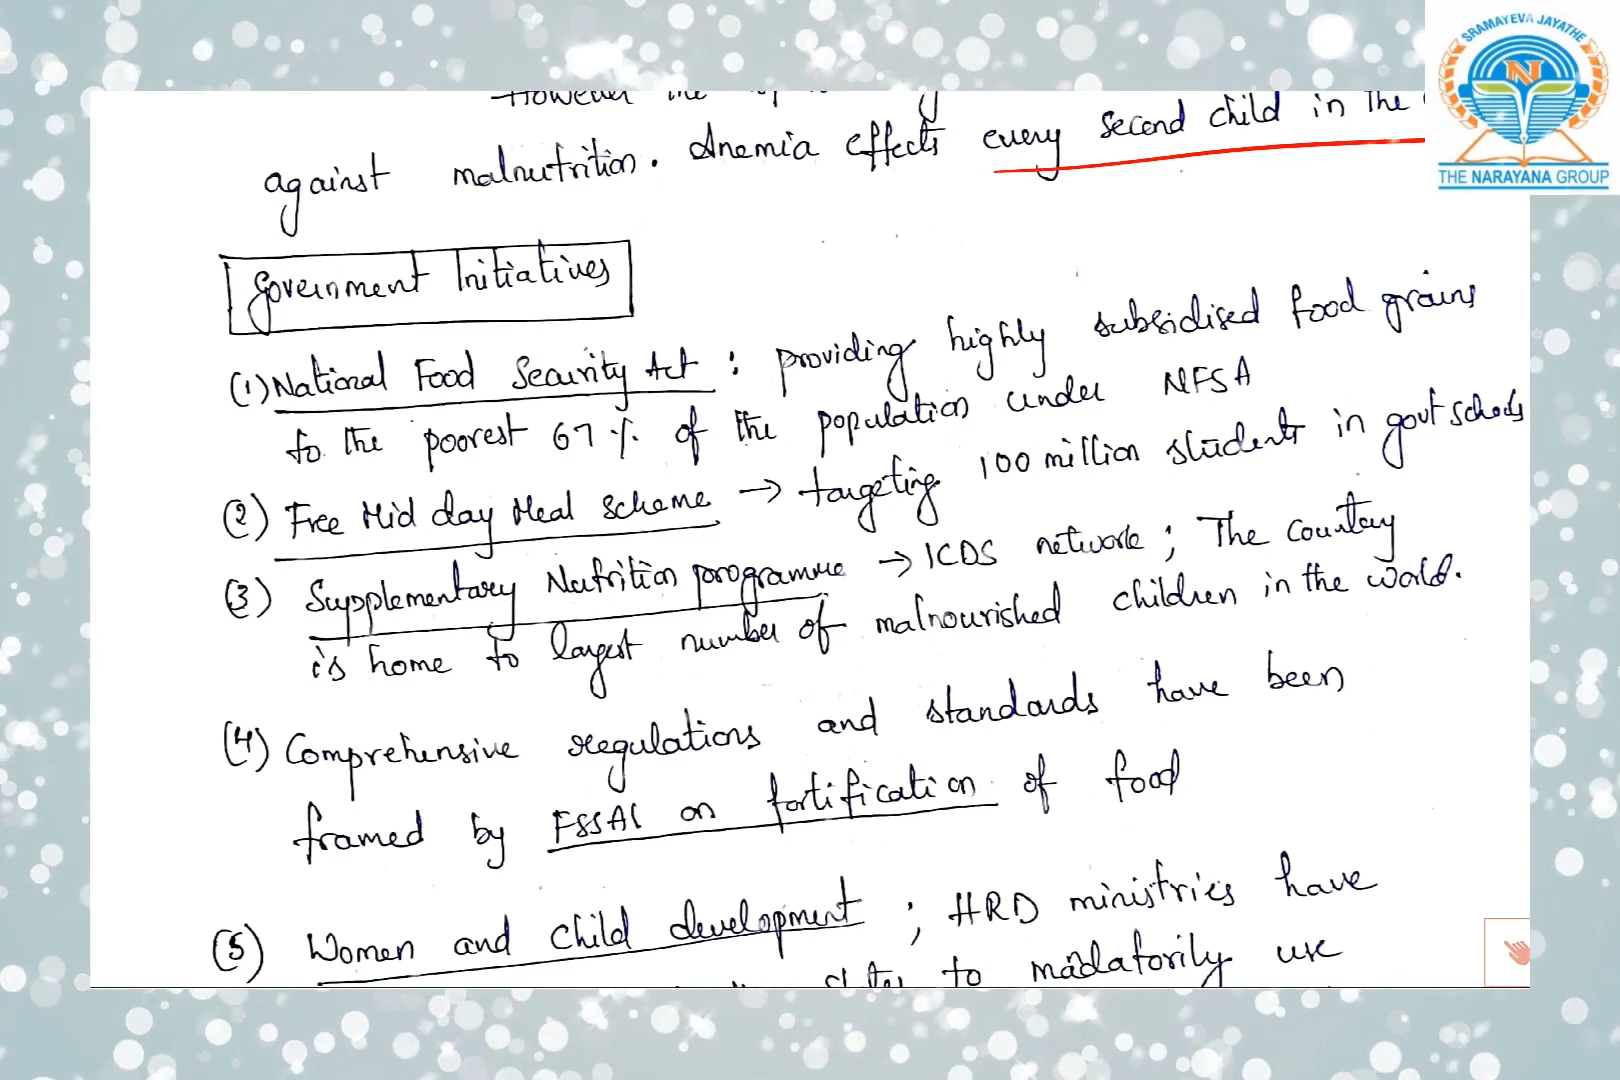 However the
against malnutrition. Anemia effects every second child in the
SRAMAYEVA JAYATHE
N
THE NARAYANA GROUP
Government Initiatives
(1) National Food Security Act : providing highly subsidised food grains
to the poorest 67 % of the population under NFSA
(2) Free Mid day Meal Scheme → targeting 100 million students in govt schools
(3) Supplementary Nutrition programme → ICDS network ; The country
is home to largest number of malnourished children in the world.
(4) Comprehensive regulations and standards have been
framed by FSSAI on fortification of food
(5) Women and child development ; HRD ministries have
states to madatorily use